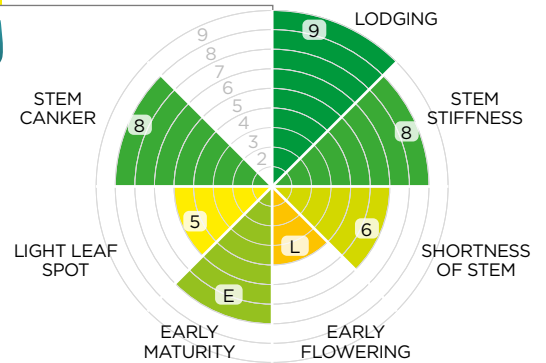 LODGING
9
9
8
7
6
5
4
3
2
STEM
CANKER
8
STEM
STIFFNESS
8
5
6
L
LIGHT LEAF
SPOT
SHORTNESS
OF STEM
E
EARLY
MATURITY
EARLY
FLOWERING